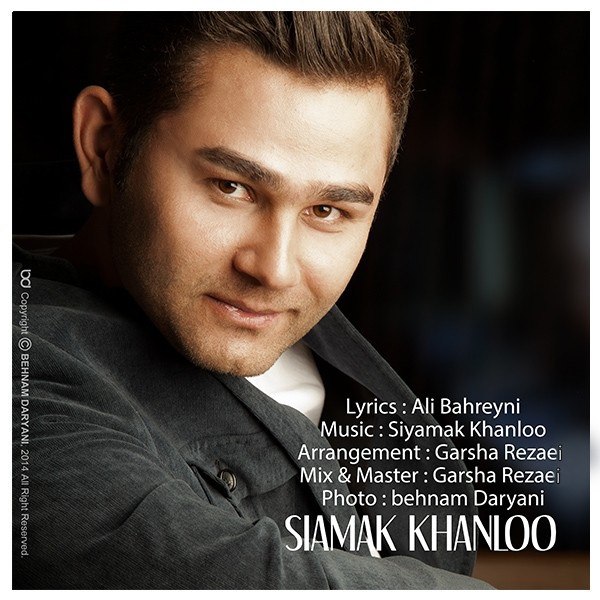 Lyrics : Ali Bahreyni
Music : Siyamak Khanloo
Arrangement : Garsha Rezaei
Mix & Master : Garsha Rezaei
Photo : behnam Daryani
SIAMAK KHANLOO
Copyright © BEHNAM DARYANI. 2014 All Right Reserved.